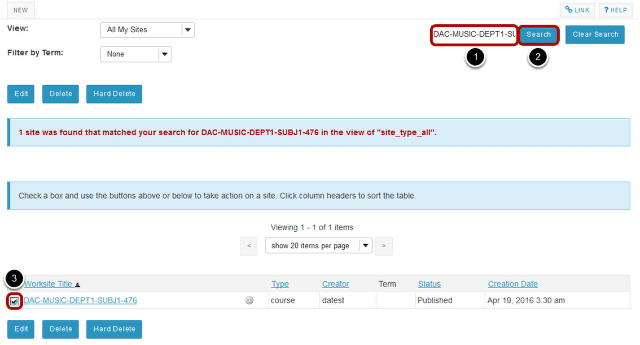 NEW LINK ? HELP
View: All My Sites DAC-MUSIC-DEPT1-SU Search Clear Search
1 2
Filter by Term: None
Edit Delete Hard Delete
1 site was found that matched your search for DAC-MUSIC-DEPT1-SUBJ1-476 in the view of "site_type_all".
Check a box and use the buttons above or below to take action on a site. Click column headers to sort the table.
Viewing 1 - 1 of 1 items
< show 20 items per page >
3
Worksite Title Type Creator Term Status Creation Date
DAC-MUSIC-DEPT1-SUBJ1-476 course datest Published Apr 19, 2016 3:30 am
Edit Delete Hard Delete